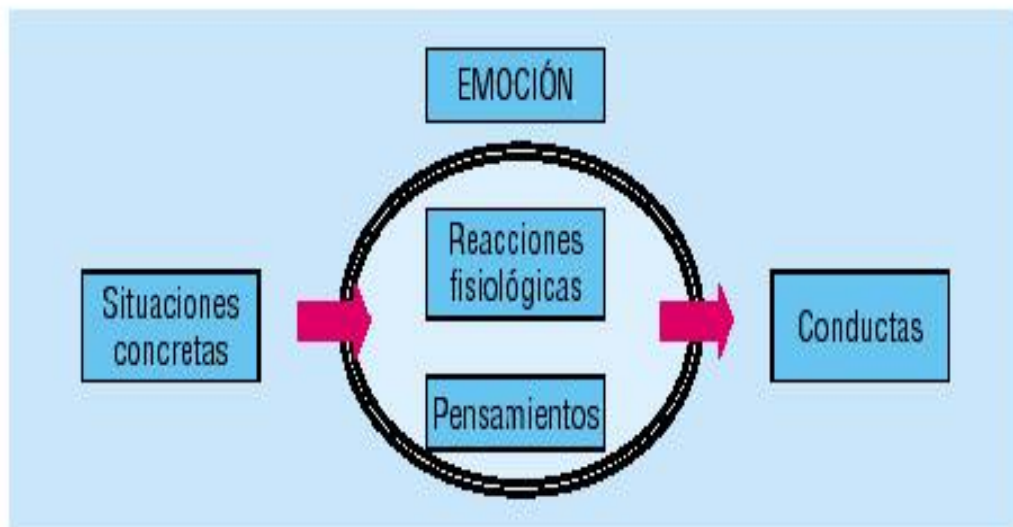 EMOCIÓN
Reacciones
fisiológicas
Situaciones
concretas
Conductas
Pensamientos